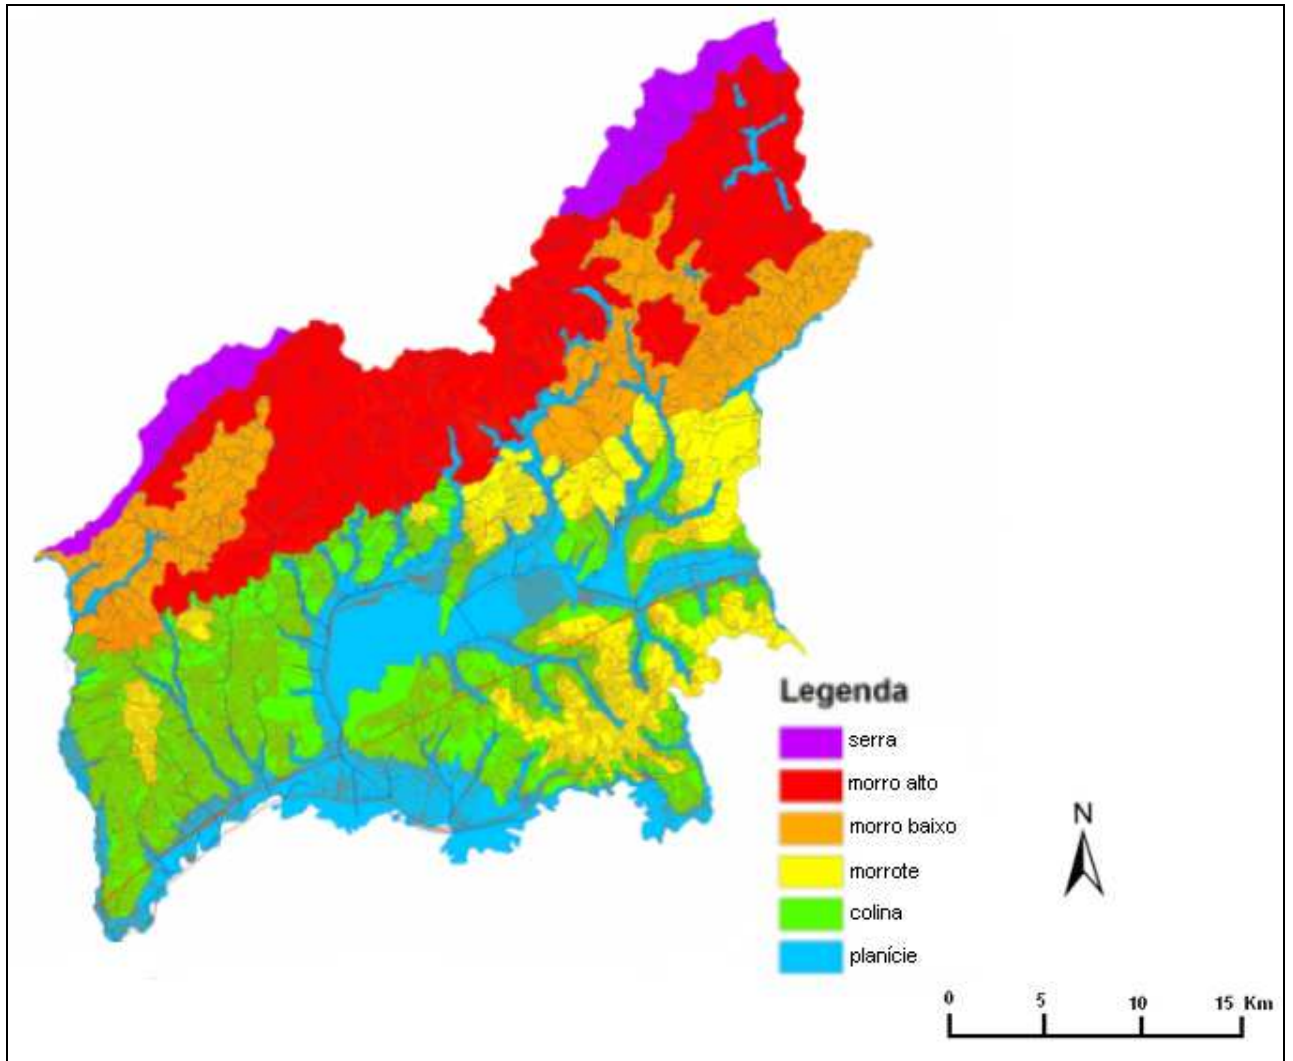 Legenda
serra
morro alto
morro baixo
morrote
colina
planície
N
0 5 10 15 Km